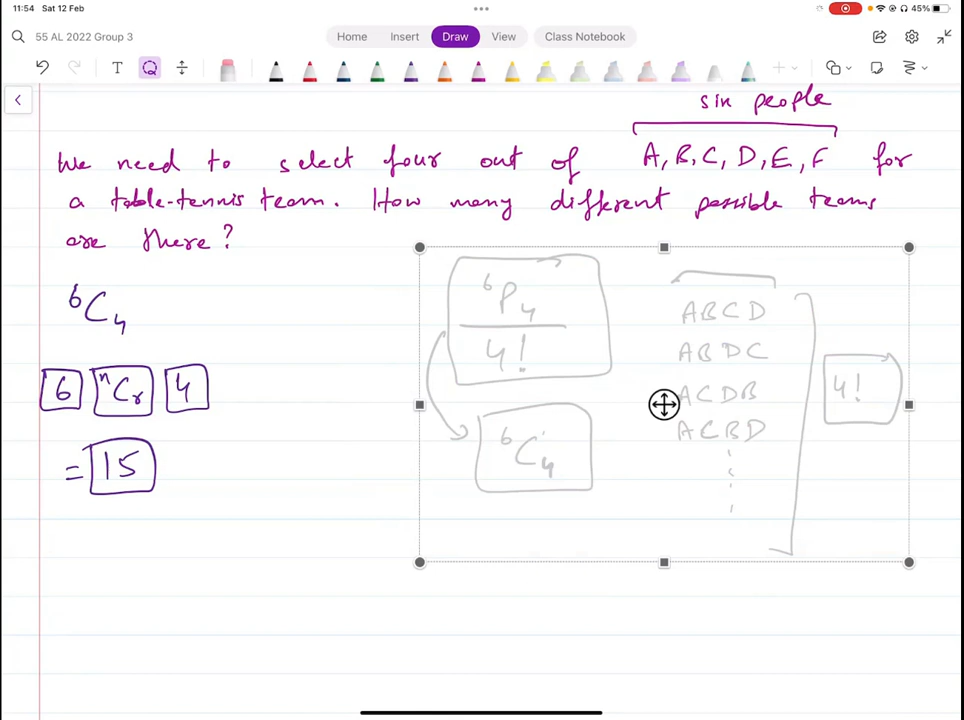 11:54 Sat 12 Feb
45%
55 AL 2022 Group 3
Home Insert Draw View Class Notebook
T
six people
We need to select four out of A, B, C, D, E, F for
a table-tennis team. How many different possible teams
are there?
⁶C₄
6 ⁿCᵣ 4
= 15
⁶P₄
4!
⁶C₄
ABCD
ABDC
ACDB
ACBD
4!